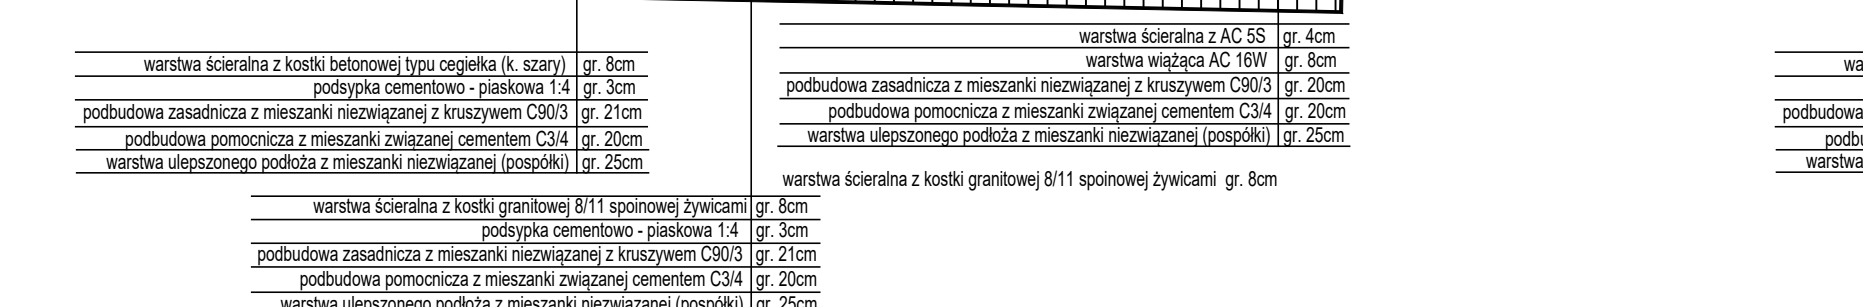 warstwa ścieralna z kostki betonowej typu cegiełka (k. szary) gr. 8cm
podsypka cementowo - piaskowa 1:4 gr. 3cm
podbudowa zasadnicza z mieszanki niezwiązanej z kruszywem C90/3 gr. 21cm
podbudowa pomocnicza z mieszanki związanej cementem C3/4 gr. 20cm
warstwa ulepszonego podłoża z mieszanki niezwiązanej (pospółki) gr. 25cm
warstwa ścieralna z AC 5S gr. 4cm
warstwa wiążąca AC 16W gr. 8cm
podbudowa zasadnicza z mieszanki niezwiązanej z kruszywem C90/3 gr. 20cm
podbudowa pomocnicza z mieszanki związanej cementem C3/4 gr. 20cm
warstwa ulepszonego podłoża z mieszanki niezwiązanej (pospółki) gr. 25cm
warstwa ścieralna z kostki granitowej 8/11 spoinowej żywicami gr. 8cm
warstwa ścieralna z kostki granitowej 8/11 spoinowej żywicami gr. 8cm
podsypka cementowo - piaskowa 1:4 gr. 3cm
podbudowa zasadnicza z mieszanki niezwiązanej z kruszywem C90/3 gr. 21cm
podbudowa pomocnicza z mieszanki związanej cementem C3/4 gr. 20cm
warstwa ulepszonego podłoża z mieszanki niezwiązanej (pospółki) gr. 25cm
wa
podbudowa
podbu
warstwa